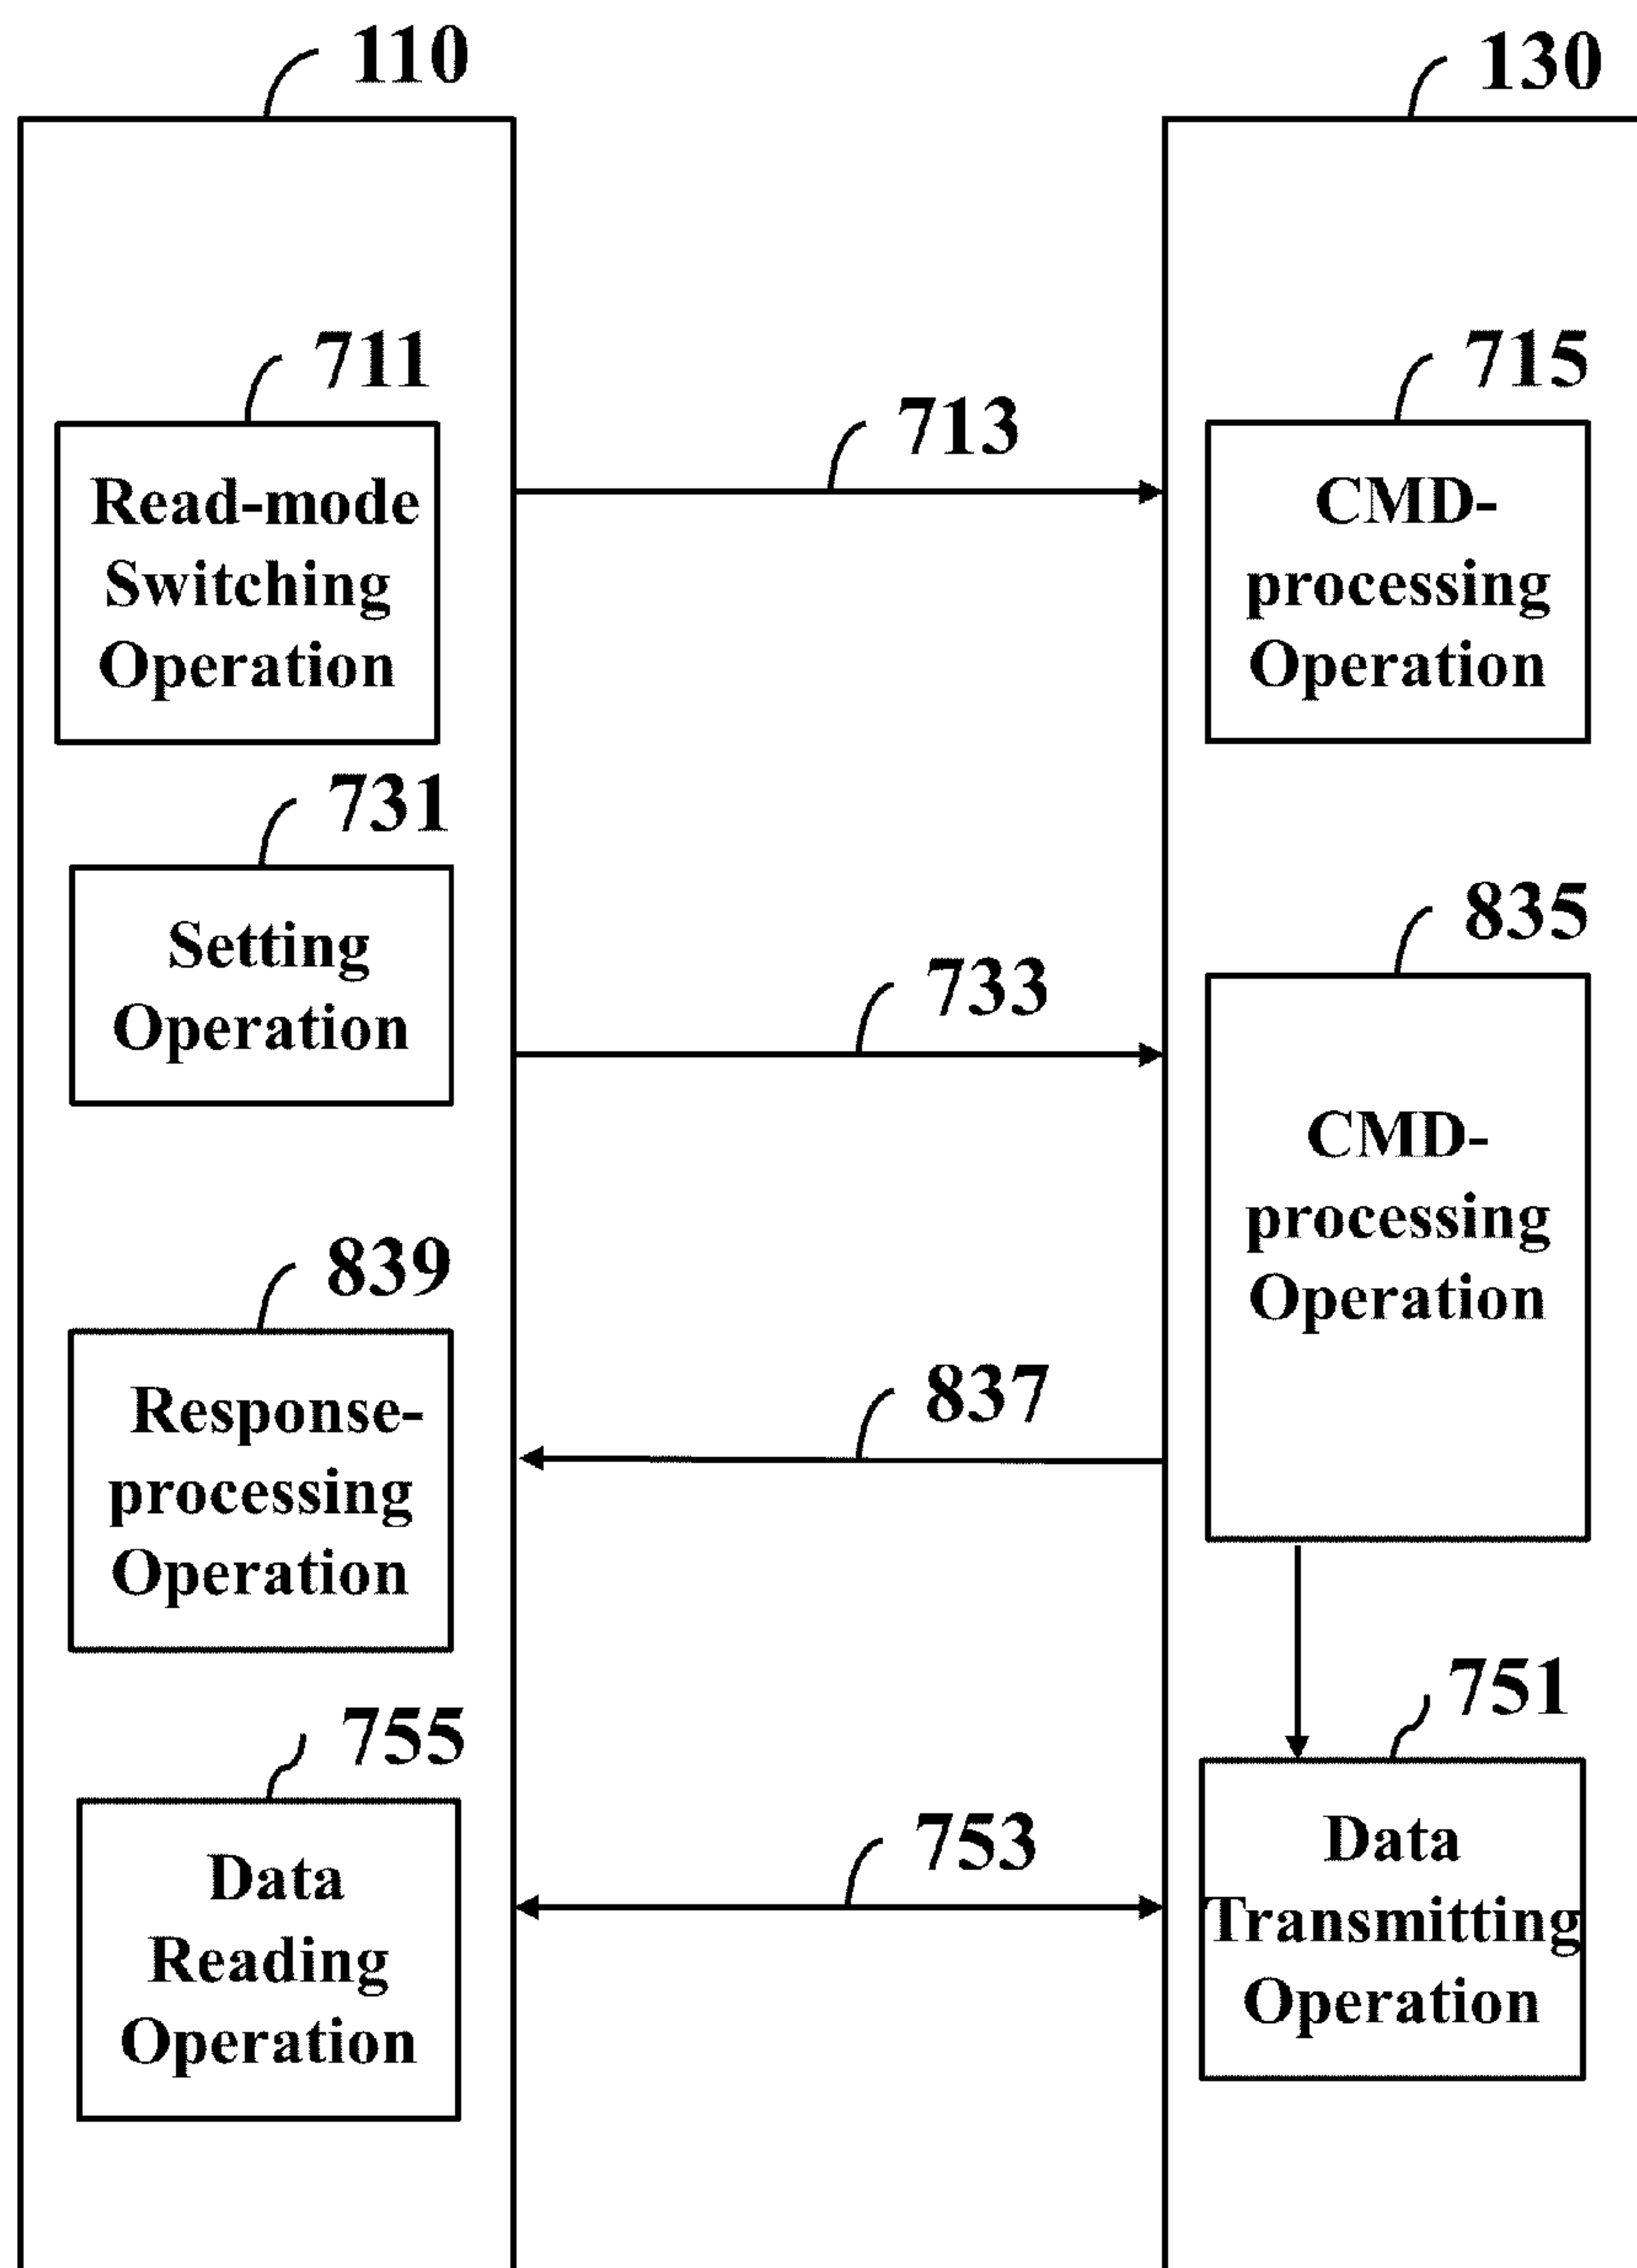 110
130
711
Read-mode
Switching
Operation
713
715
CMD-
processing
Operation
731
Setting
Operation
733
835
CMD-
processing
Operation
839
Response-
processing
Operation
837
751
Data
Transmitting
Operation
755
Data
Reading
Operation
753